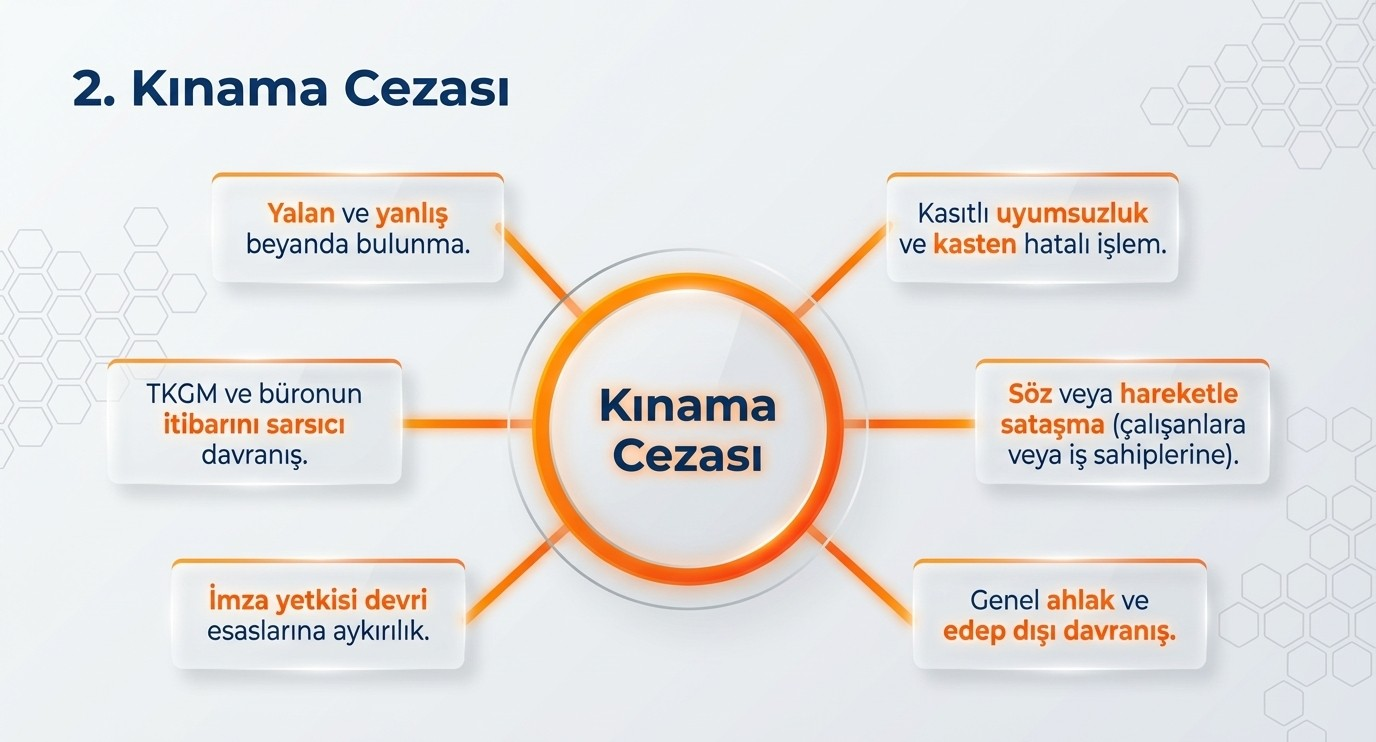 2. Kınama Cezası
Yalan ve yanlış
beyanda bulunma.
Kasıtlı uyumsuzluk
ve kasten hatalı işlem.
TKGM ve büronun
itibarını sarsıcı
davranış.
Kınama
Cezası
Söz veya hareketle
sataşma (çalışanlara
veya iş sahiplerine).
İmza yetkisi devri
esaslarına aykırılık.
Genel ahlak ve
edep dışı davranış.